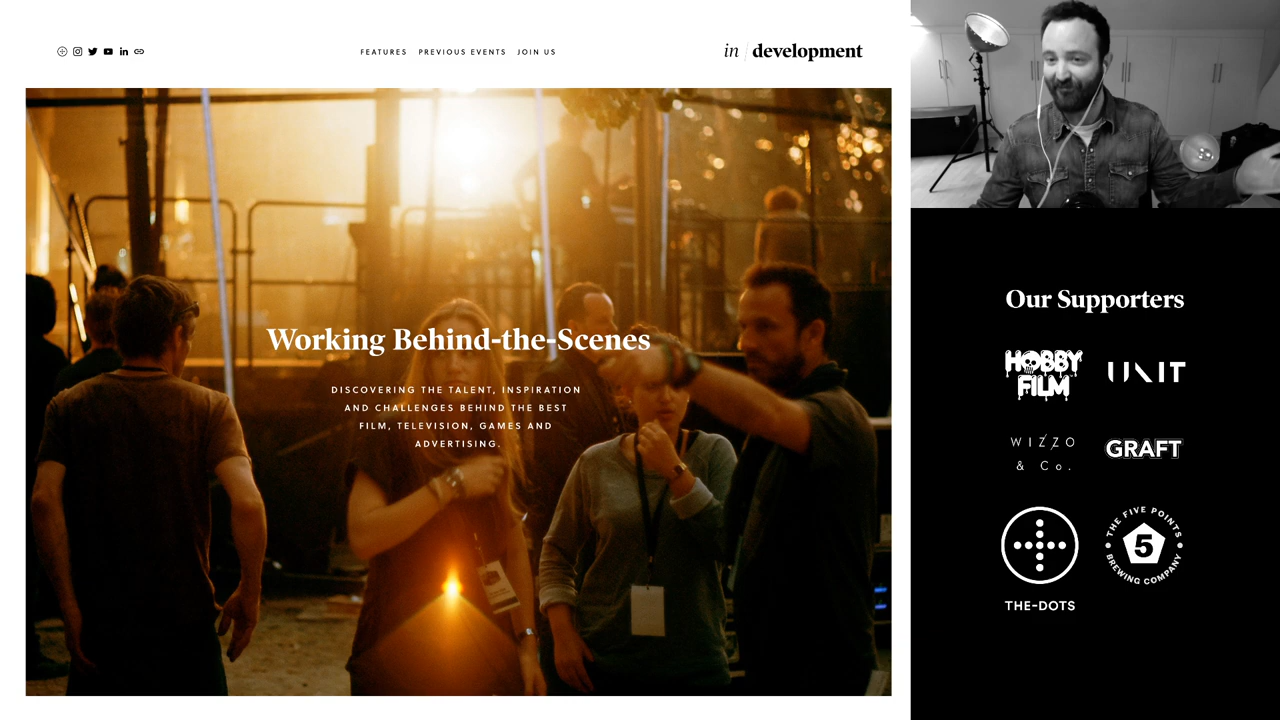 FEATURES PREVIOUS EVENTS JOIN US
in / development
Working Behind-the-Scenes
DISCOVERING THE TALENT, INSPIRATION
AND CHALLENGES BEHIND THE BEST
FILM, TELEVISION, GAMES AND
ADVERTISING.
Our Supporters
HOBBY
FILM
UNIT
WIZZO
& Co.
GRAFT
THE-DOTS
THE FIVE POINTS
5
BREWING COMPANY